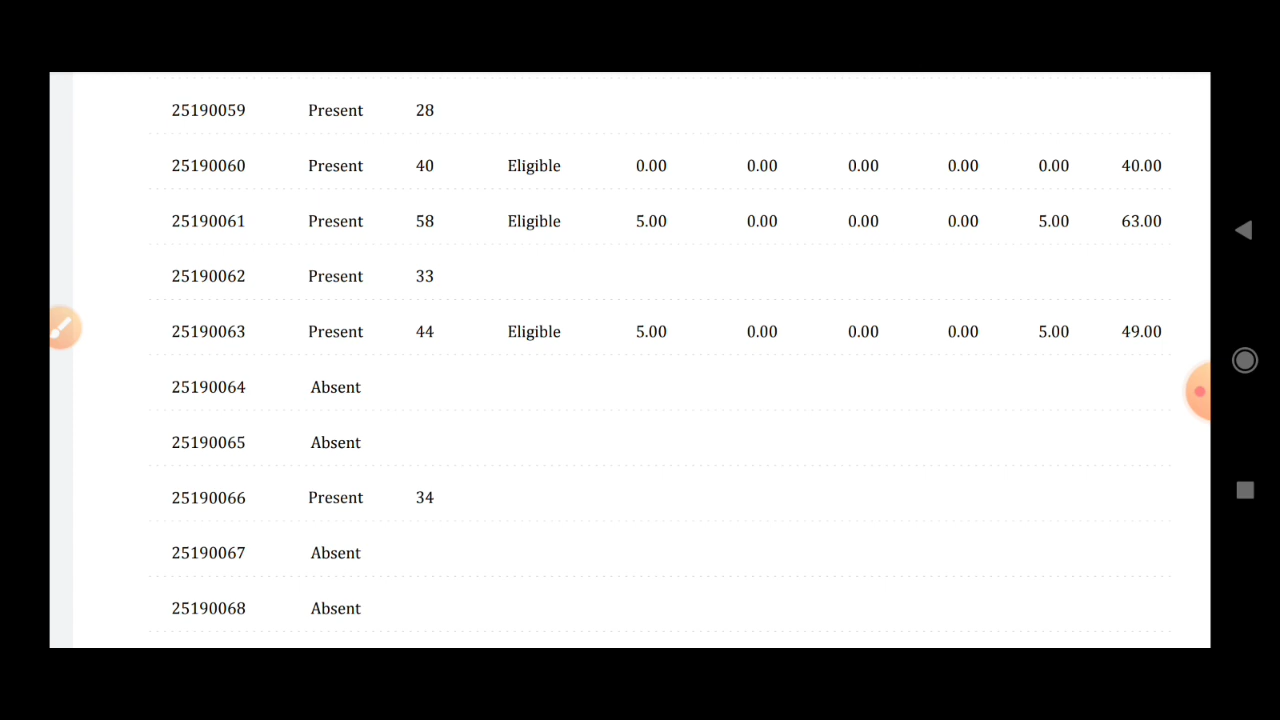 25190059 Present 28
25190060 Present 40 Eligible 0.00 0.00 0.00 0.00 0.00 40.00
25190061 Present 58 Eligible 5.00 0.00 0.00 0.00 5.00 63.00
25190062 Present 33
25190063 Present 44 Eligible 5.00 0.00 0.00 0.00 5.00 49.00
25190064 Absent
25190065 Absent
25190066 Present 34
25190067 Absent
25190068 Absent